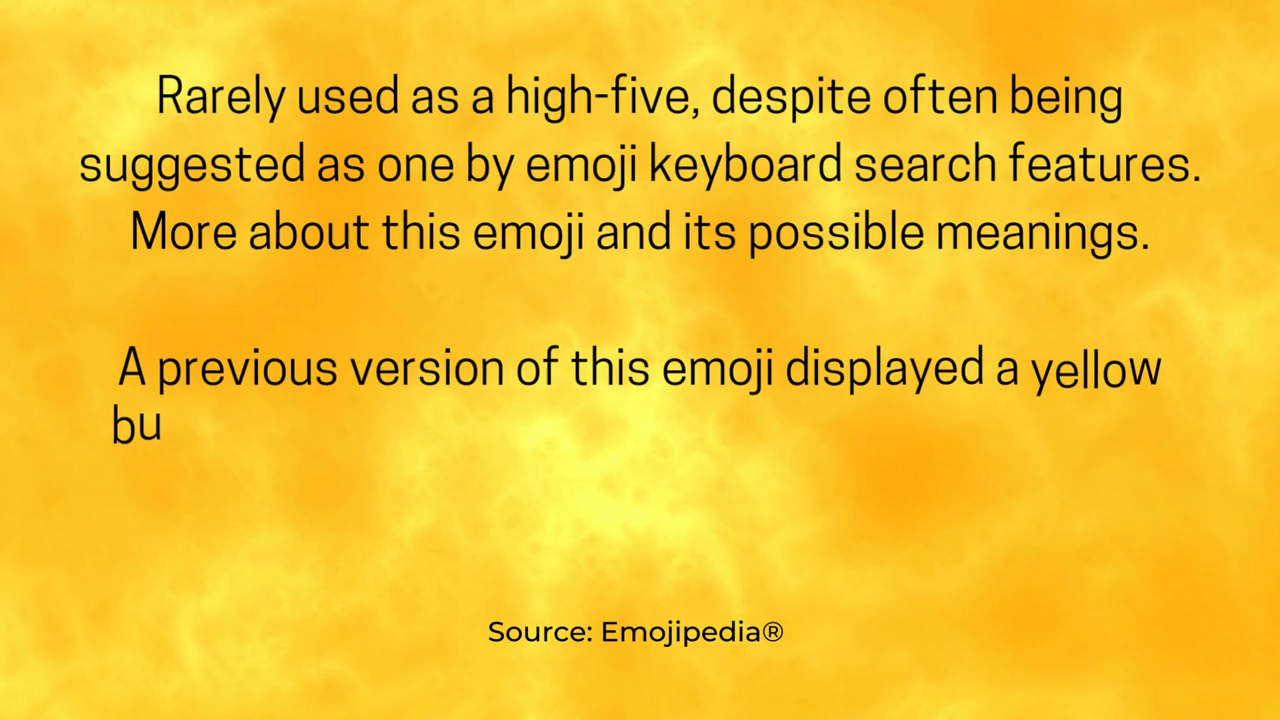 Rarely used as a high-five, despite often being
suggested as one by emoji keyboard search features.
More about this emoji and its possible meanings.
A previous version of this emoji displayed a yellow
bu
Source: Emojipedia®